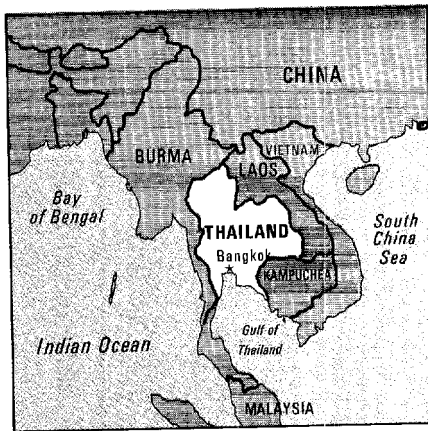 CHINA
BURMA
VIETNAM
LAOS
Bay
of Bengal
THAILAND
Bangkok
South
China
Sea
KAMPUCHEA
Gulf of
Thailand
Indian Ocean
MALAYSIA